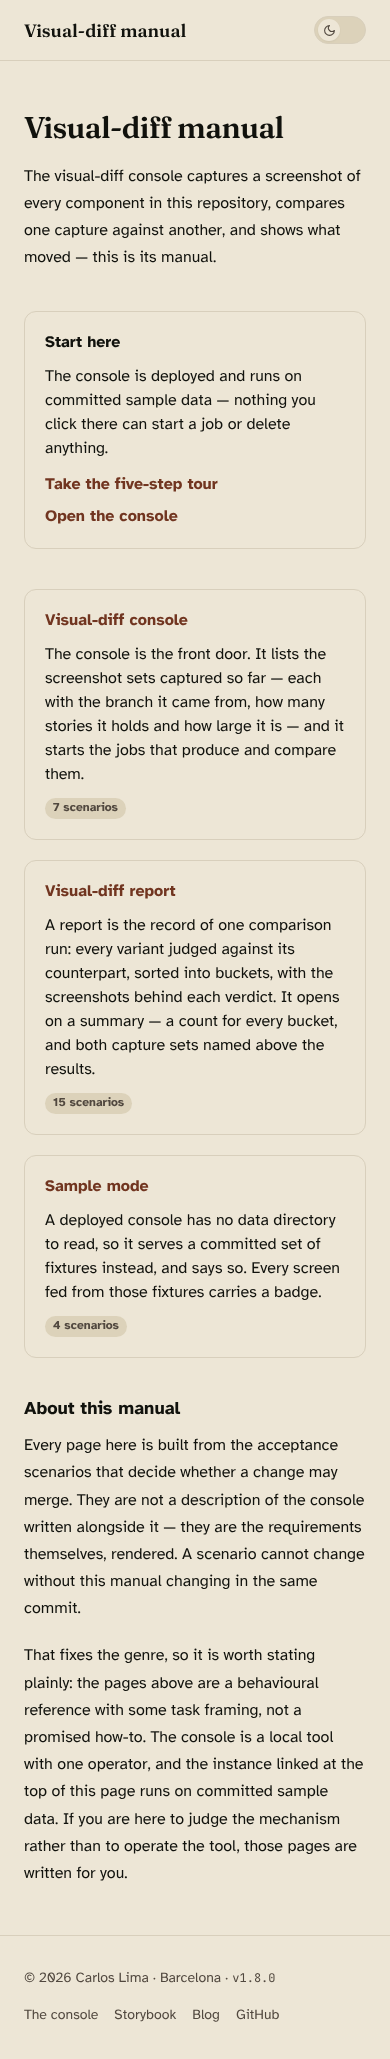 Visual-diff manual
Visual-diff manual
The visual-diff console captures a screenshot of
every component in this repository, compares
one capture against another, and shows what
moved — this is its manual.
Start here
The console is deployed and runs on
committed sample data — nothing you
click there can start a job or delete
anything.
Take the five-step tour
Open the console
Visual-diff console
The console is the front door. It lists the
screenshot sets captured so far — each
with the branch it came from, how many
stories it holds and how large it is — and it
starts the jobs that produce and compare
them.
7 scenarios
Visual-diff report
A report is the record of one comparison
run: every variant judged against its
counterpart, sorted into buckets, with the
screenshots behind each verdict. It opens
on a summary — a count for every bucket,
and both capture sets named above the
results.
15 scenarios
Sample mode
A deployed console has no data directory
to read, so it serves a committed set of
fixtures instead, and says so. Every screen
fed from those fixtures carries a badge.
4 scenarios
About this manual
Every page here is built from the acceptance
scenarios that decide whether a change may
merge. They are not a description of the console
written alongside it — they are the requirements
themselves, rendered. A scenario cannot change
without this manual changing in the same
commit.
That fixes the genre, so it is worth stating
plainly: the pages above are a behavioural
reference with some task framing, not a
promised how-to. The console is a local tool
with one operator, and the instance linked at the
top of this page runs on committed sample
data. If you are here to judge the mechanism
rather than to operate the tool, those pages are
written for you.
© 2026 Carlos Lima · Barcelona · v1.8.0
The console Storybook Blog GitHub